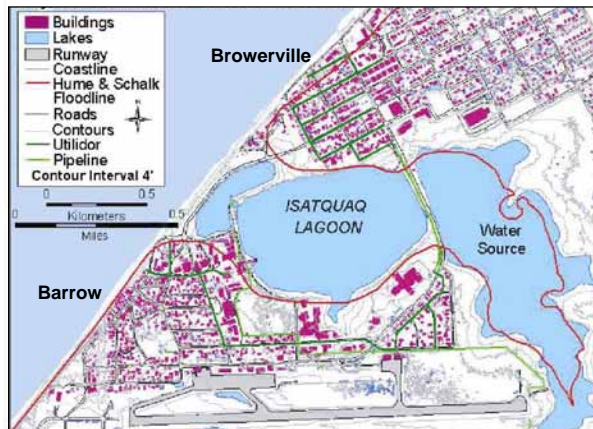 Buildings
Lakes
Runway
Coastline
Hume & Schalk
Floodline
Roads
Contours
Utilidor
Pipeline
Contour Interval 4'
0 0.5
Kilometers
0 0.5
Miles
Browerville
ISATQUAQ
LAGOON
Water
Source
Barrow